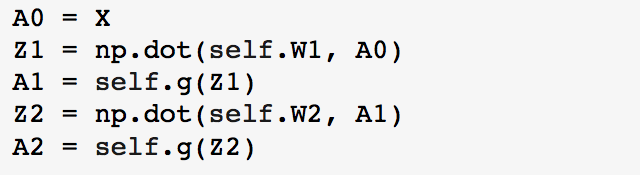 A0 = X
Z1 = np.dot(self.W1, A0)
A1 = self.g(Z1)
Z2 = np.dot(self.W2, A1)
A2 = self.g(Z2)